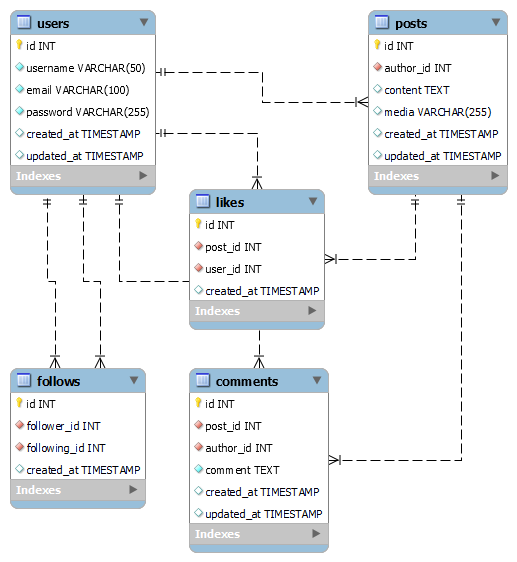 users
id INT
username VARCHAR(50)
email VARCHAR(100)
password VARCHAR(255)
created_at TIMESTAMP
updated_at TIMESTAMP
Indexes
posts
id INT
author_id INT
content TEXT
media VARCHAR(255)
created_at TIMESTAMP
updated_at TIMESTAMP
Indexes
likes
id INT
post_id INT
user_id INT
created_at TIMESTAMP
Indexes
follows
id INT
follower_id INT
following_id INT
created_at TIMESTAMP
Indexes
comments
id INT
post_id INT
author_id INT
comment TEXT
created_at TIMESTAMP
updated_at TIMESTAMP
Indexes